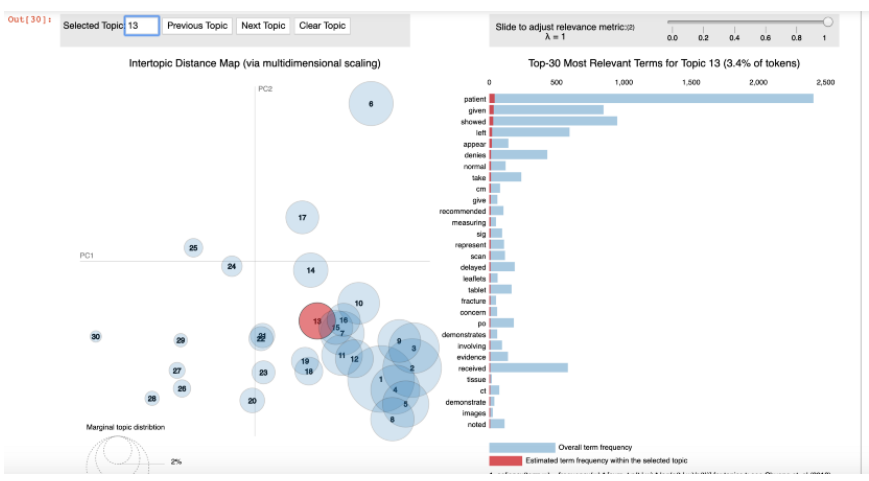 Out[30]:
Selected Topic: 13 Previous Topic Next Topic Clear Topic
Slide to adjust relevance metric:(2)
λ = 1
0.0 0.2 0.4 0.6 0.8 1
Intertopic Distance Map (via multidimensional scaling)
PC2
PC1
6
17
25
24
14
10
13
16
15
7
30
29
21
22
9
3
11
12
2
19
18
27
23
1
26
4
28
20
5
8
Marginal topic distribtion
2%
Top-30 Most Relevant Terms for Topic 13 (3.4% of tokens)
0 500 1,000 1,500 2,000 2,500
patient
given
showed
left
appear
denies
normal
take
cm
give
recommended
measuring
sig
represent
scan
delayed
leaflets
tablet
fracture
concern
po
demonstrates
involving
evidence
received
tissue
ct
demonstrate
images
noted
Overall term frequency
Estimated term frequency within the selected topic